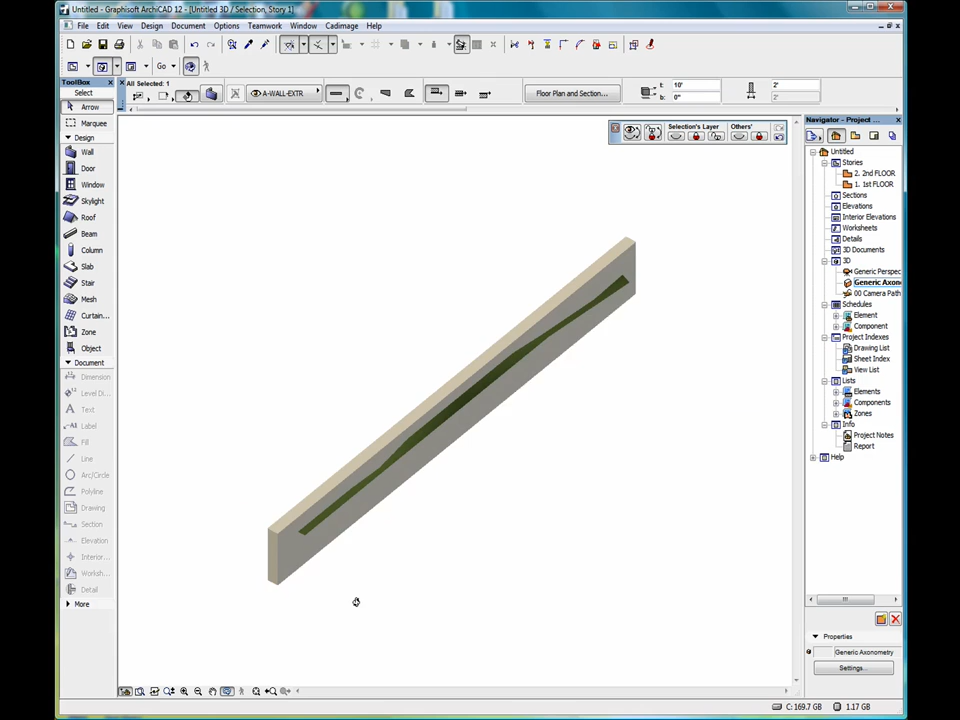 Untitled - Graphisoft ArchiCAD 12 - [Untitled 3D / Selection, Story 1]
File Edit View Design Document Options Teamwork Window Cadimage Help
Go
ToolBox
Select
Arrow
Marquee
Design
Wall
Door
Window
Skylight
Roof
Beam
Column
Slab
Stair
Mesh
Curtain...
Zone
Object
Document
Dimension
Level Di...
Text
Label
Fill
Line
Arc/Circle
Polyline
Drawing
Section
Elevation
Interior...
Worksh...
Detail
More
All Selected: 1
A-WALL-EXTR
Floor Plan and Section...
t: 10'
b: 0"
2'
2'
Selection's Layer
Others'
Navigator - Project ...
Untitled
Stories
2. 2nd FLOOR
1. 1st FLOOR
Sections
Elevations
Interior Elevations
Worksheets
Details
3D Documents
3D
Generic Perspec
Generic Axon
00 Camera Path
Schedules
Element
Component
Project Indexes
Drawing List
Sheet Index
View List
Lists
Elements
Components
Zones
Info
Project Notes
Report
Help
Properties
Generic Axonometry
Settings...
C: 169.7 GB
1.17 GB